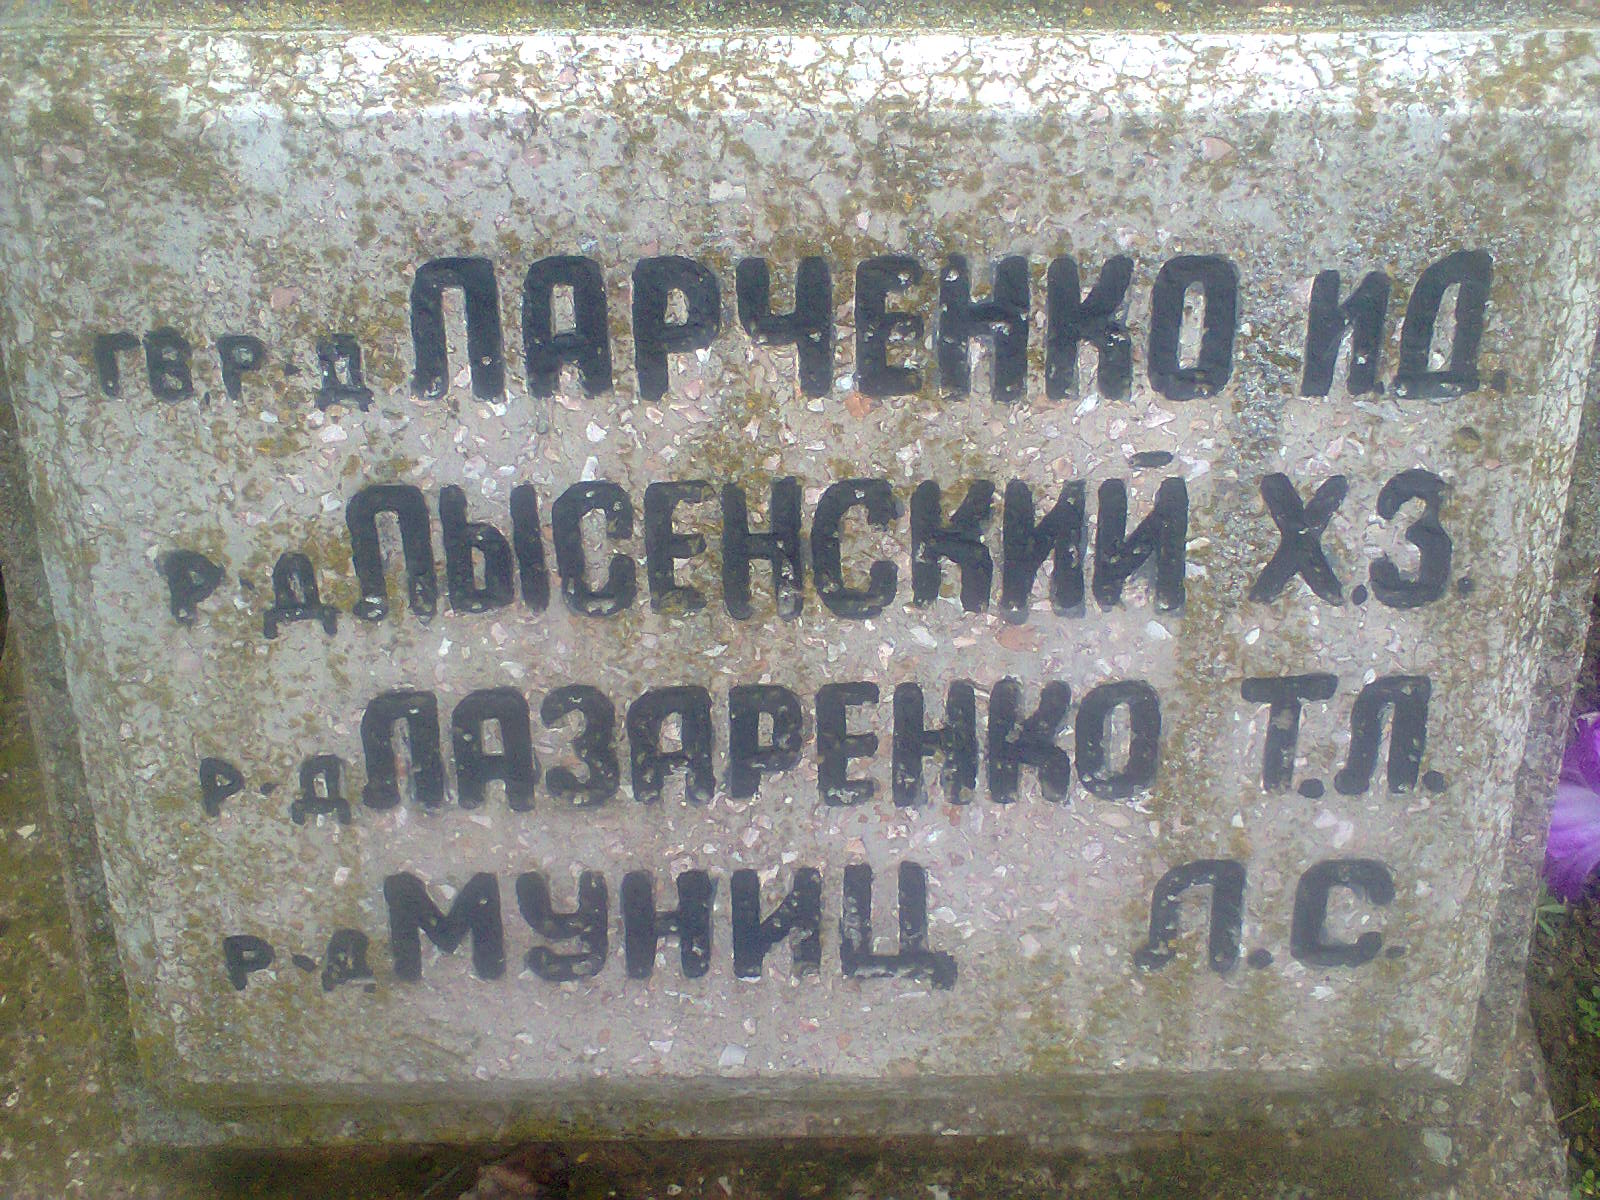 ГВ.Р-Д ЛАРЧЕНКО И.Д.
Р-Д ЛЫСЕНСКИЙ Х.З.
Р-Д ЛАЗАРЕНКО Т.Л.
Р-Д МУНИЦ Л.С.